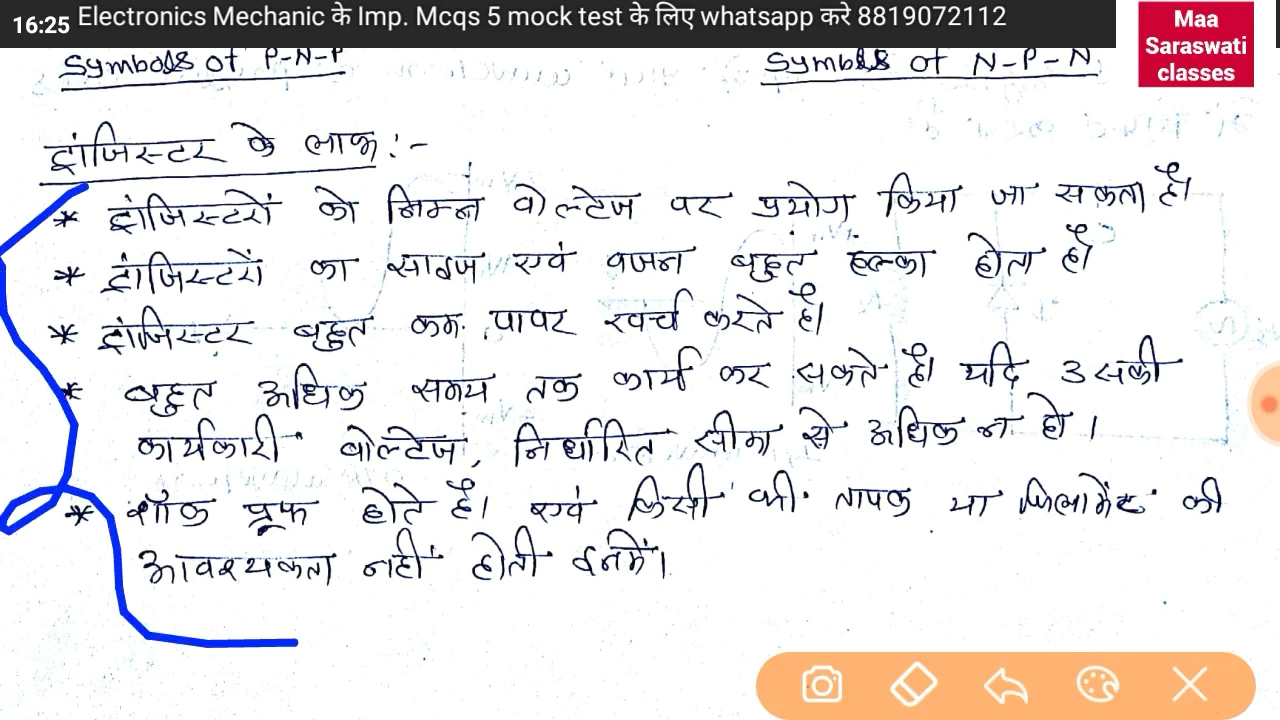 16:25 Electronics Mechanic के Imp. Mcqs 5 mock test के लिए whatsapp करे 8819072112
Maa
Saraswati
classes
Symbols of P-N-P
Symbols of N-P-N
ट्रांजिस्टर के लाभ :-
* ट्रांजिस्टरों को निम्न वोल्टेज पर प्रयोग किया जा सकता है।
* ट्रांजिस्टरों का साइज एवं वजन बहुत हल्का होता है।
* ट्रांजिस्टर बहुत कम पावर खर्च करते है।
* बहुत अधिक समय तक कार्य कर सकते है। यदि उसकी
कार्यकारी वोल्टेज, निर्धारित सीमा से अधिक न हो।
* शॉक प्रूफ होते है। एवं किसी भी तापक या फिलामेंट की
आवश्यकता नहीं होती इनमें।